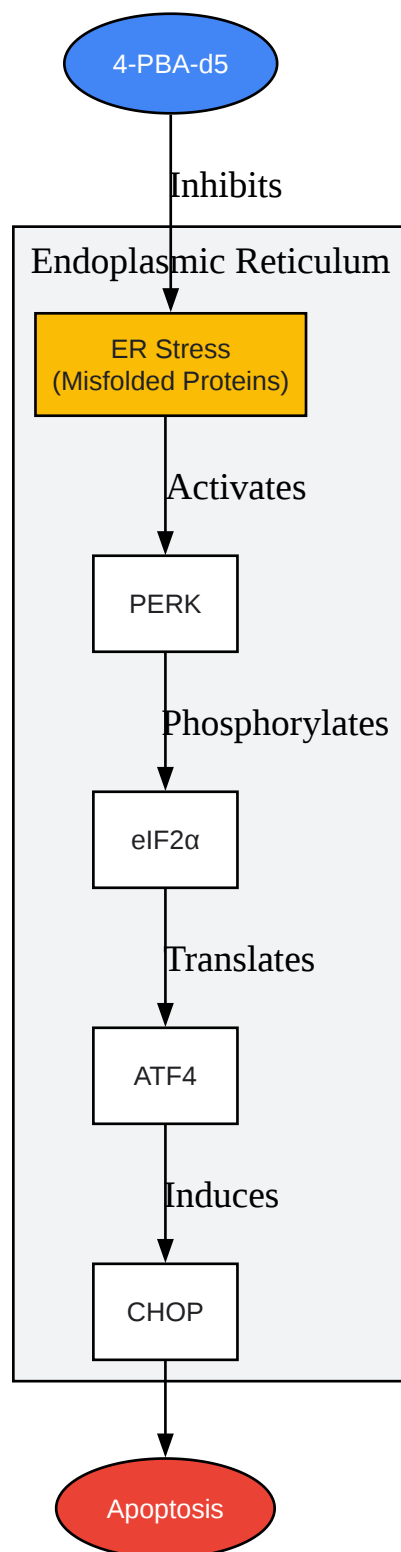 4-PBA-d5
Inhibits
Endoplasmic Reticulum
ER Stress
(Misfolded Proteins)
Activates
PERK
Phosphorylates
eIF2α
Translates
ATF4
Induces
CHOP
Apoptosis